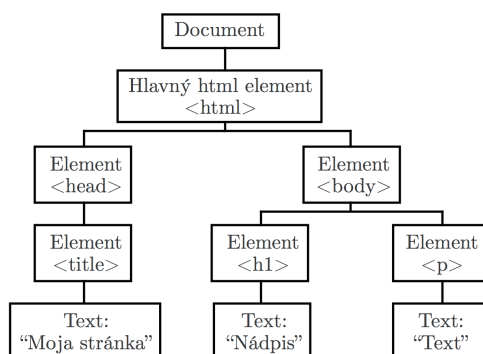 Document
Hlavný html element
<html>
Element
<head>
Element
<body>
Element
<title>
Element
<h1>
Element
<p>
Text:
“Moja stránka”
Text:
“Nádpis”
Text:
“Text”